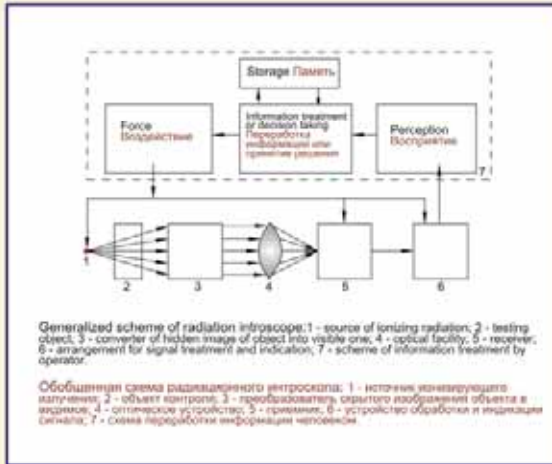 Storage Память
Force
Воздействие
Information treatment
or decision taking
Переработка
информации или
принятие решения
Perception
Восприятие
7
1
2
3
4
5
6
Generalized scheme of radiation introscope:1 - source of ionizing radiation; 2 - testing
object; 3 - converter of hidden image of object into visible one; 4 - optical facility; 5 - receiver;
6 - arrangement for signal treatment and indication; 7 - scheme of information treatment by
operator.
Обобщенная схема радиационного интроскопа: 1 - источник ионизирующего
излучения; 2 - объект контроля; 3 - преобразователь скрытого изображения объекта в
видимое; 4 - оптическое устройство; 5 - приемник; 6 - устройство обработки и индикации
сигнала; 7 - схема переработки информации человеком.